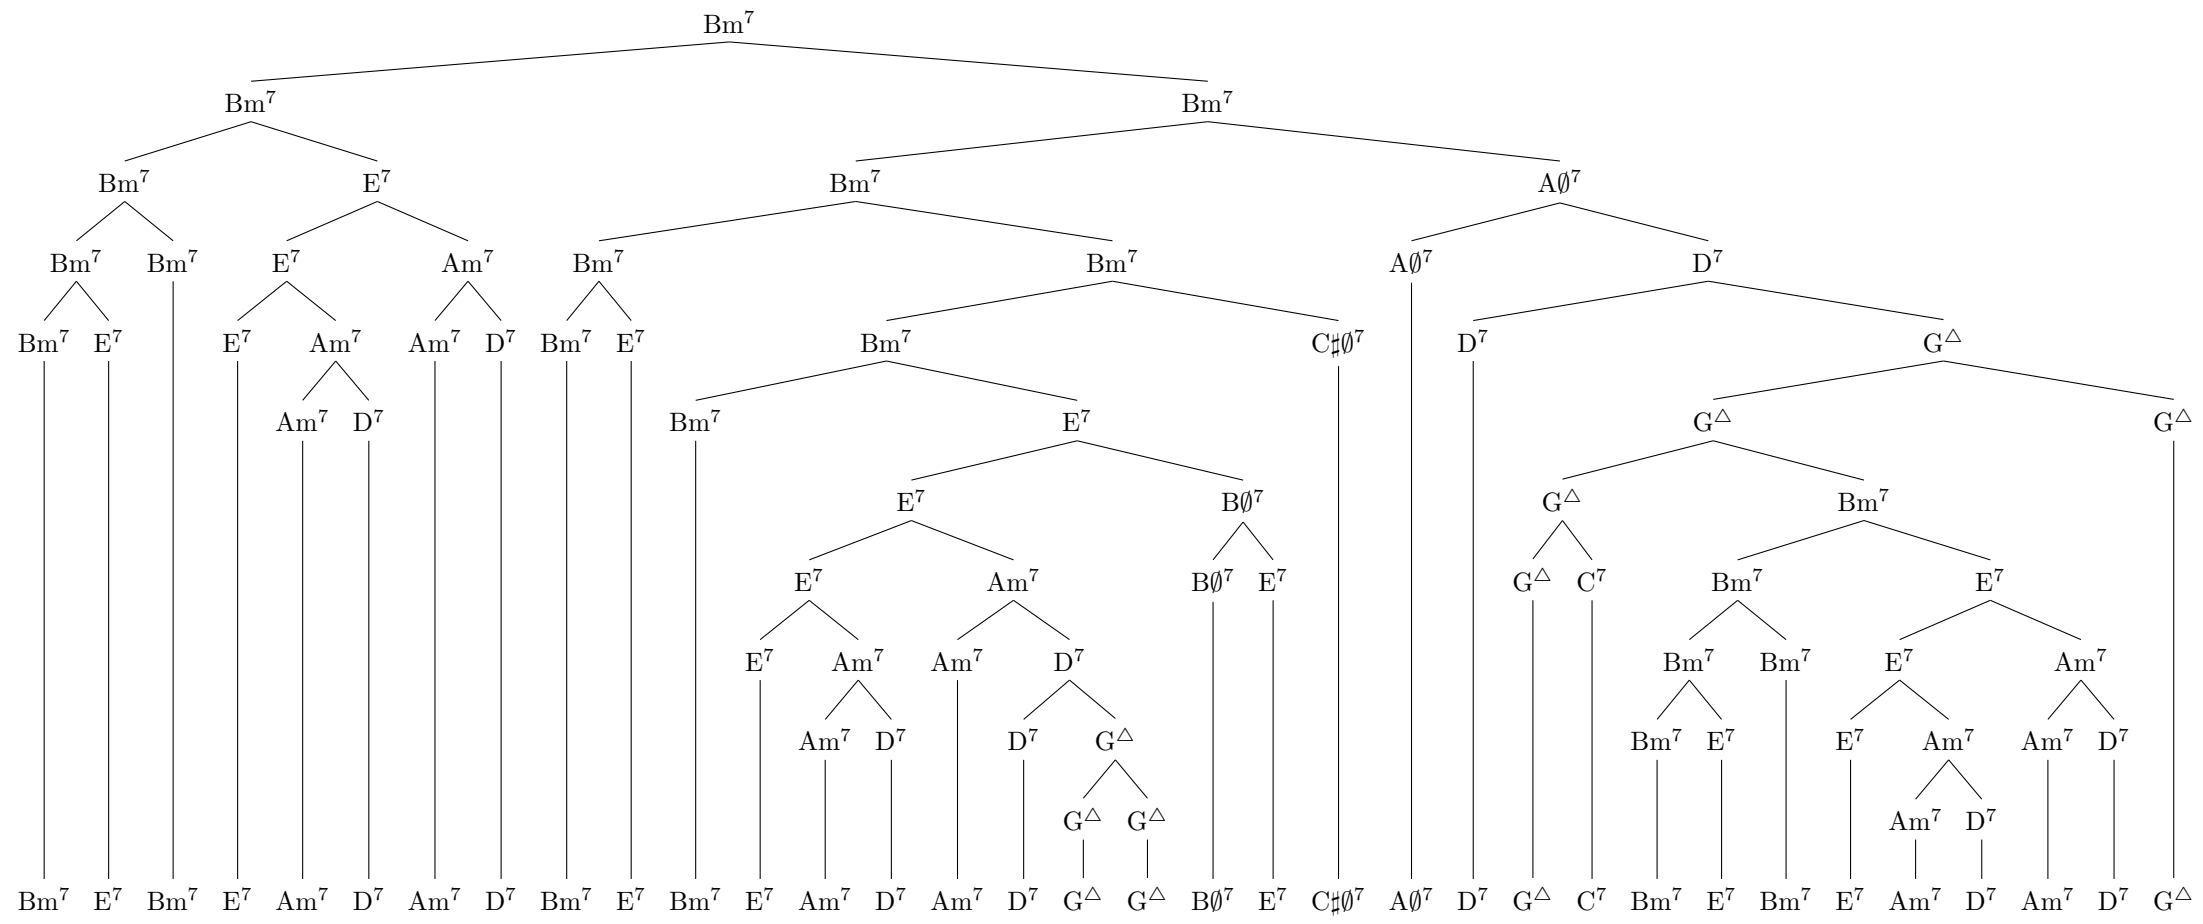 Bm⁷
Bm⁷ Bm⁷
Bm⁷ E⁷ Bm⁷ A∅⁷
Bm⁷ Bm⁷ E⁷ Am⁷ Bm⁷ Bm⁷ A∅⁷ D⁷
Bm⁷ E⁷ E⁷ Am⁷ Am⁷ D⁷ Bm⁷ E⁷ Bm⁷ C♯∅⁷ D⁷ G△
Am⁷ D⁷ Bm⁷ E⁷ G△ G△
E⁷ B∅⁷ G△ Bm⁷
E⁷ Am⁷ B∅⁷ E⁷ G△ C⁷ Bm⁷ E⁷
E⁷ Am⁷ Am⁷ D⁷ Bm⁷ Bm⁷ E⁷ Am⁷
Am⁷ D⁷ D⁷ G△ Bm⁷ E⁷ E⁷ Am⁷ Am⁷ D⁷
G△ G△ Am⁷ D⁷
Bm⁷ E⁷ Bm⁷ E⁷ Am⁷ D⁷ Am⁷ D⁷ Bm⁷ E⁷ Bm⁷ E⁷ Am⁷ D⁷ Am⁷ D⁷ G△ G△ B∅⁷ E⁷ C♯∅⁷ A∅⁷ D⁷ G△ C⁷ Bm⁷ E⁷ Bm⁷ E⁷ Am⁷ D⁷ Am⁷ D⁷ G△